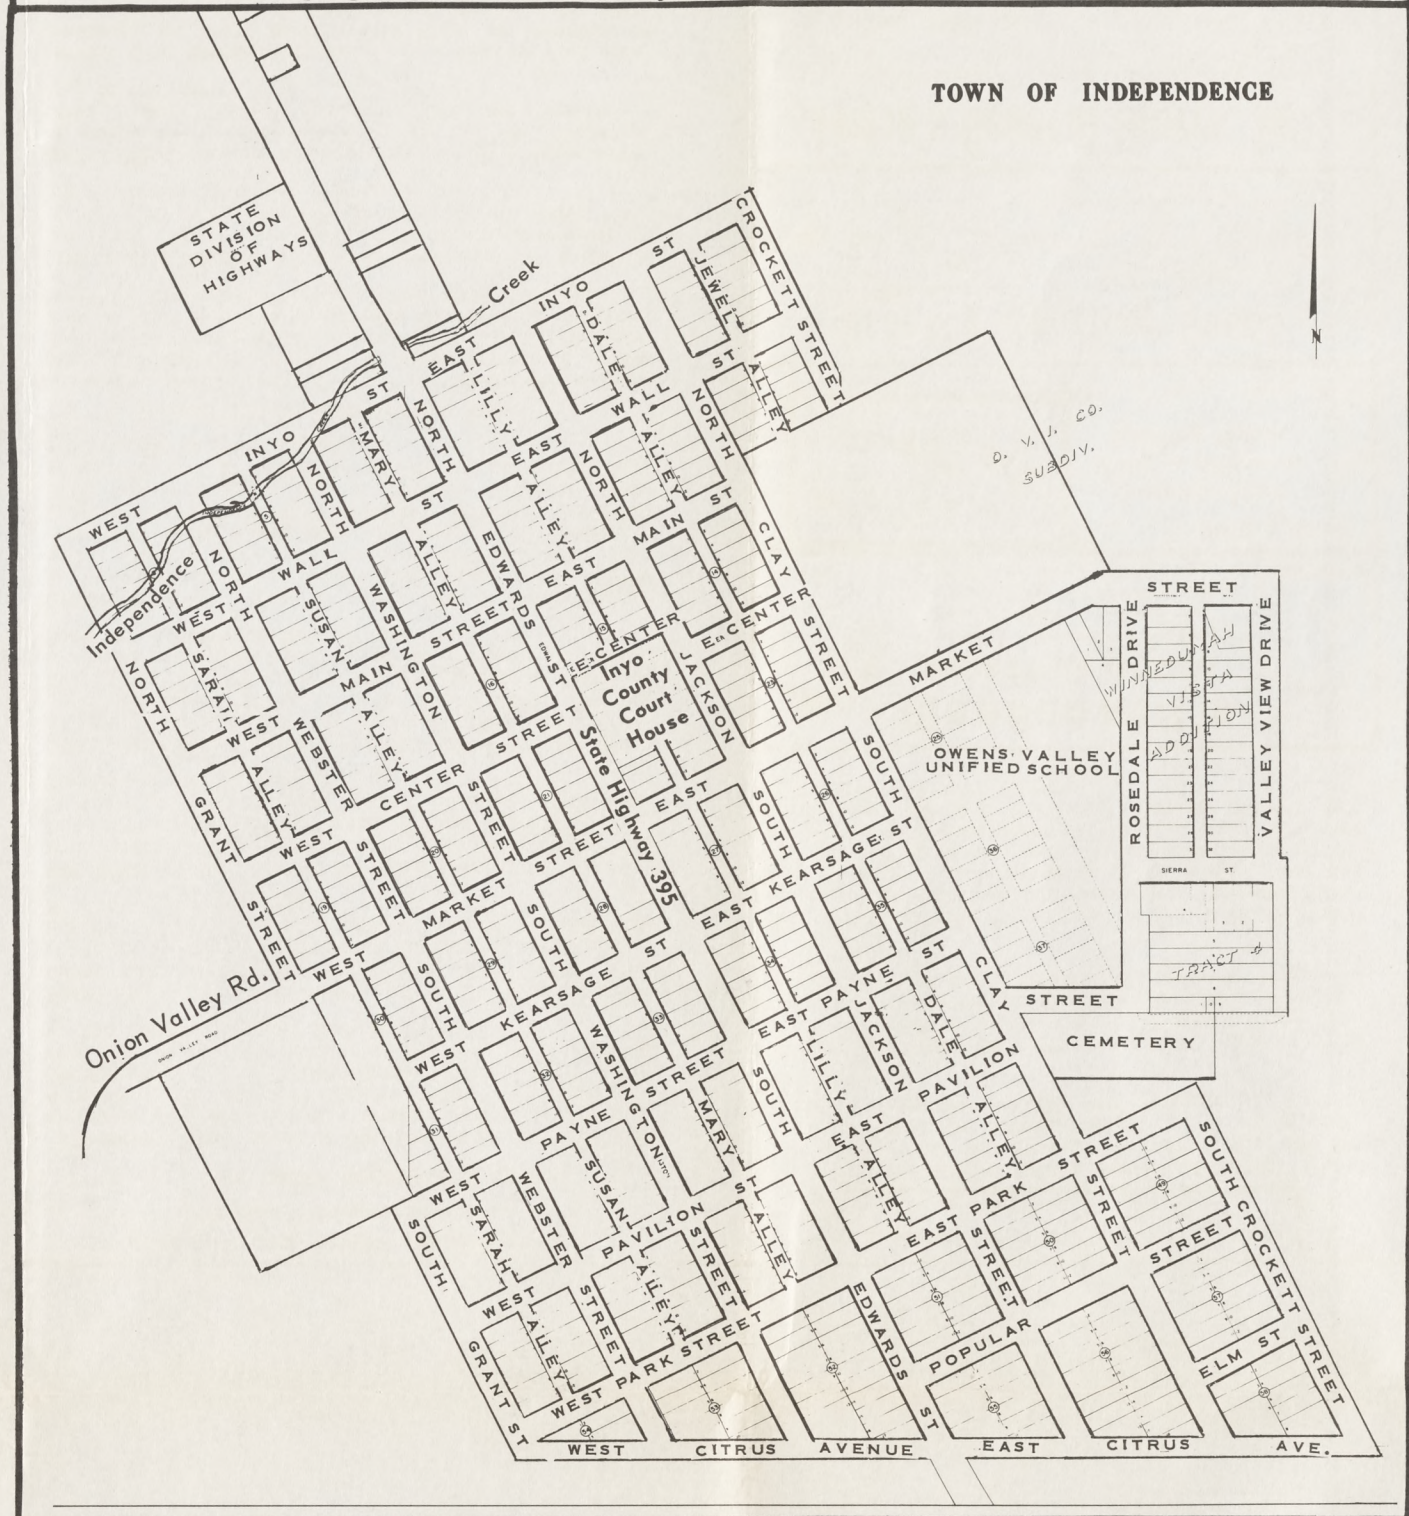 TOWN OF INDEPENDENCE
STATE
DIVISION
OF
HIGHWAYS
Creek
Independence
WEST INYO ST
EAST INYO ST
CROCKETT STREET
JEWEL
ALLEY
DALE
ALLEY
LILLY
ALLEY
MARY
ALLEY
SUSAN
ALLEY
SARAH
ALLEY
WEST WALL ST
EAST WALL ST
WEST MAIN STREET
EAST MAIN ST
WEST CENTER STREET
E. CENTER
E. CENTER
NORTH GRANT STREET
NORTH WEBSTER STREET
NORTH WASHINGTON STREET
NORTH EDWARDS ST
NORTH JACKSON
NORTH CLAY STREET
O. V. I. CO.
SUBDIV.
Inyo
County
Court
House
State Highway 395
WEST MARKET STREET
EAST
MARKET
STREET
OWENS VALLEY
UNIFIED SCHOOL
ROSEDALE DRIVE
WINNEDUMAH
VISTA
ADDITION
VALLEY VIEW DRIVE
SIERRA ST.
TRACT
STREET
CEMETERY
Onion Valley Rd.
ONION VALLEY ROAD
WEST KEARSAGE ST
EAST KEARSAGE ST
WEST PAYNE STREET
EAST PAYNE ST
WEST PAVILION ST
EAST PAVILION
WEST PARK STREET
EAST PARK STREET
SOUTH GRANT ST
SOUTH WEBSTER STREET
SOUTH WASHINGTON STREET
SOUTH EDWARDS ST
SOUTH JACKSON STREET
SOUTH CLAY STREET
SOUTH CROCKETT STREET
SARAH
ALLEY
SUSAN
ALLEY
MARY
ALLEY
LILLY
ALLEY
DALE
ALLEY
POPULAR STREET
ELM ST
WEST CITRUS AVENUE
EAST CITRUS AVE.
N